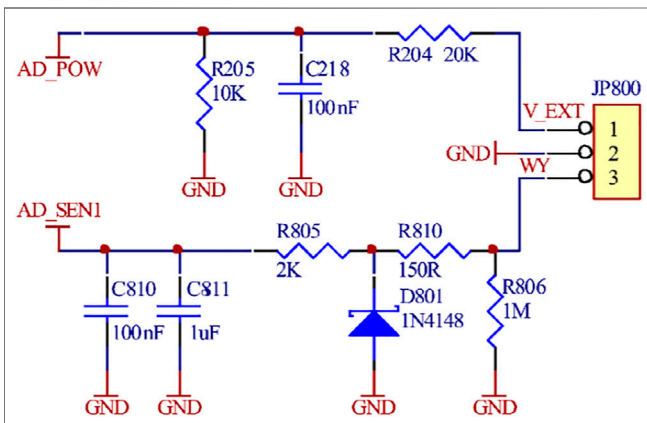 AD_POW
R205
10K
C218
100nF
R204 20K
JP800
V_EXT
1
GND
2
WY
3
GND
GND
AD_SEN1
R805
2K
R810
150R
C810
100nF
C811
1uF
D801
1N4148
R806
1M
GND
GND
GND
GND